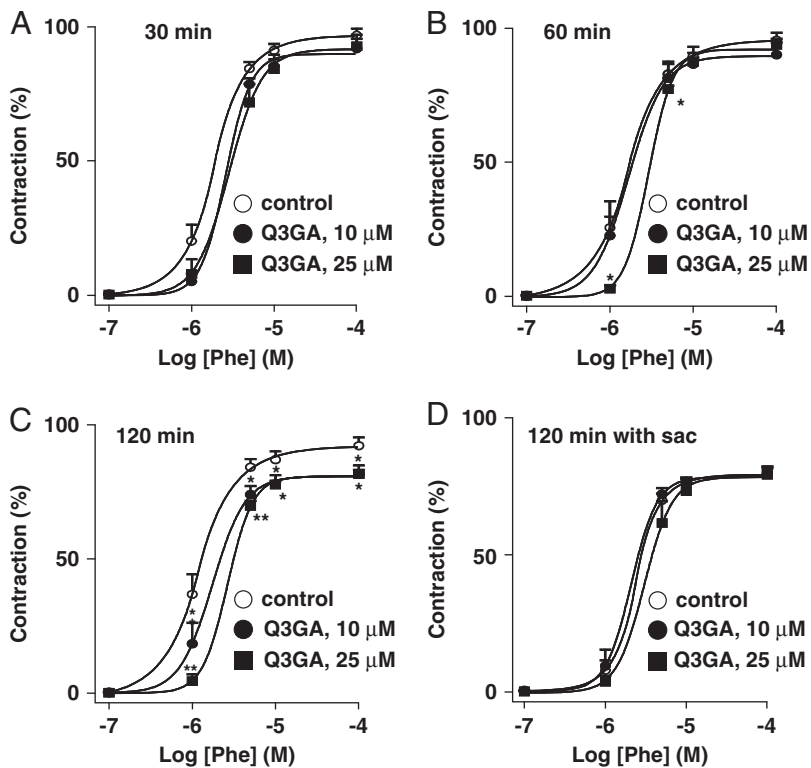 A
30 min
100
50
0
Contraction (%)
○ control
● Q3GA, 10 μM
■ Q3GA, 25 μM
-7 -6 -5 -4
Log [Phe] (M)
B
60 min
100
50
0
Contraction (%)
*
*
○ control
● Q3GA, 10 μM
■ Q3GA, 25 μM
-7 -6 -5 -4
Log [Phe] (M)
C
120 min
100
50
0
Contraction (%)
* * *
** * *
*
**
○ control
● Q3GA, 10 μM
■ Q3GA, 25 μM
-7 -6 -5 -4
Log [Phe] (M)
D
120 min with sac
100
50
0
Contraction (%)
○ control
● Q3GA, 10 μM
■ Q3GA, 25 μM
-7 -6 -5 -4
Log [Phe] (M)